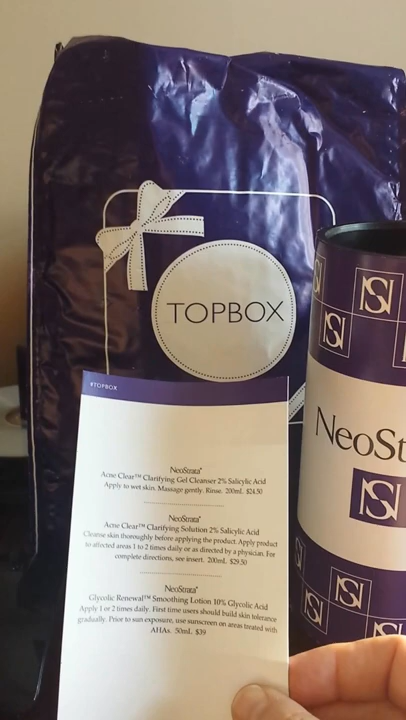 TOPBOX
#TOPBOX
NeoStrata®
Acne Clear™ Clarifying Gel Cleanser 2% Salicylic Acid
Apply to wet skin. Massage gently. Rinse. 200mL $24.50
NeoStrata®
Acne Clear™ Clarifying Solution 2% Salicylic Acid
Cleanse skin thoroughly before applying the product. Apply product
to affected areas 1 to 2 times daily or as directed by a physician. For
complete directions, see insert. 200mL $29,50
NeoStrata®
Glycolic Renewal™ Smoothing Lotion 10% Glycolic Acid
Apply 1 or 2 times daily. First time users should build skin tolerance
gradually. Prior to sun exposure, use sunscreen on areas treated with
AHAs. 50mL $39
NeoSt
NS